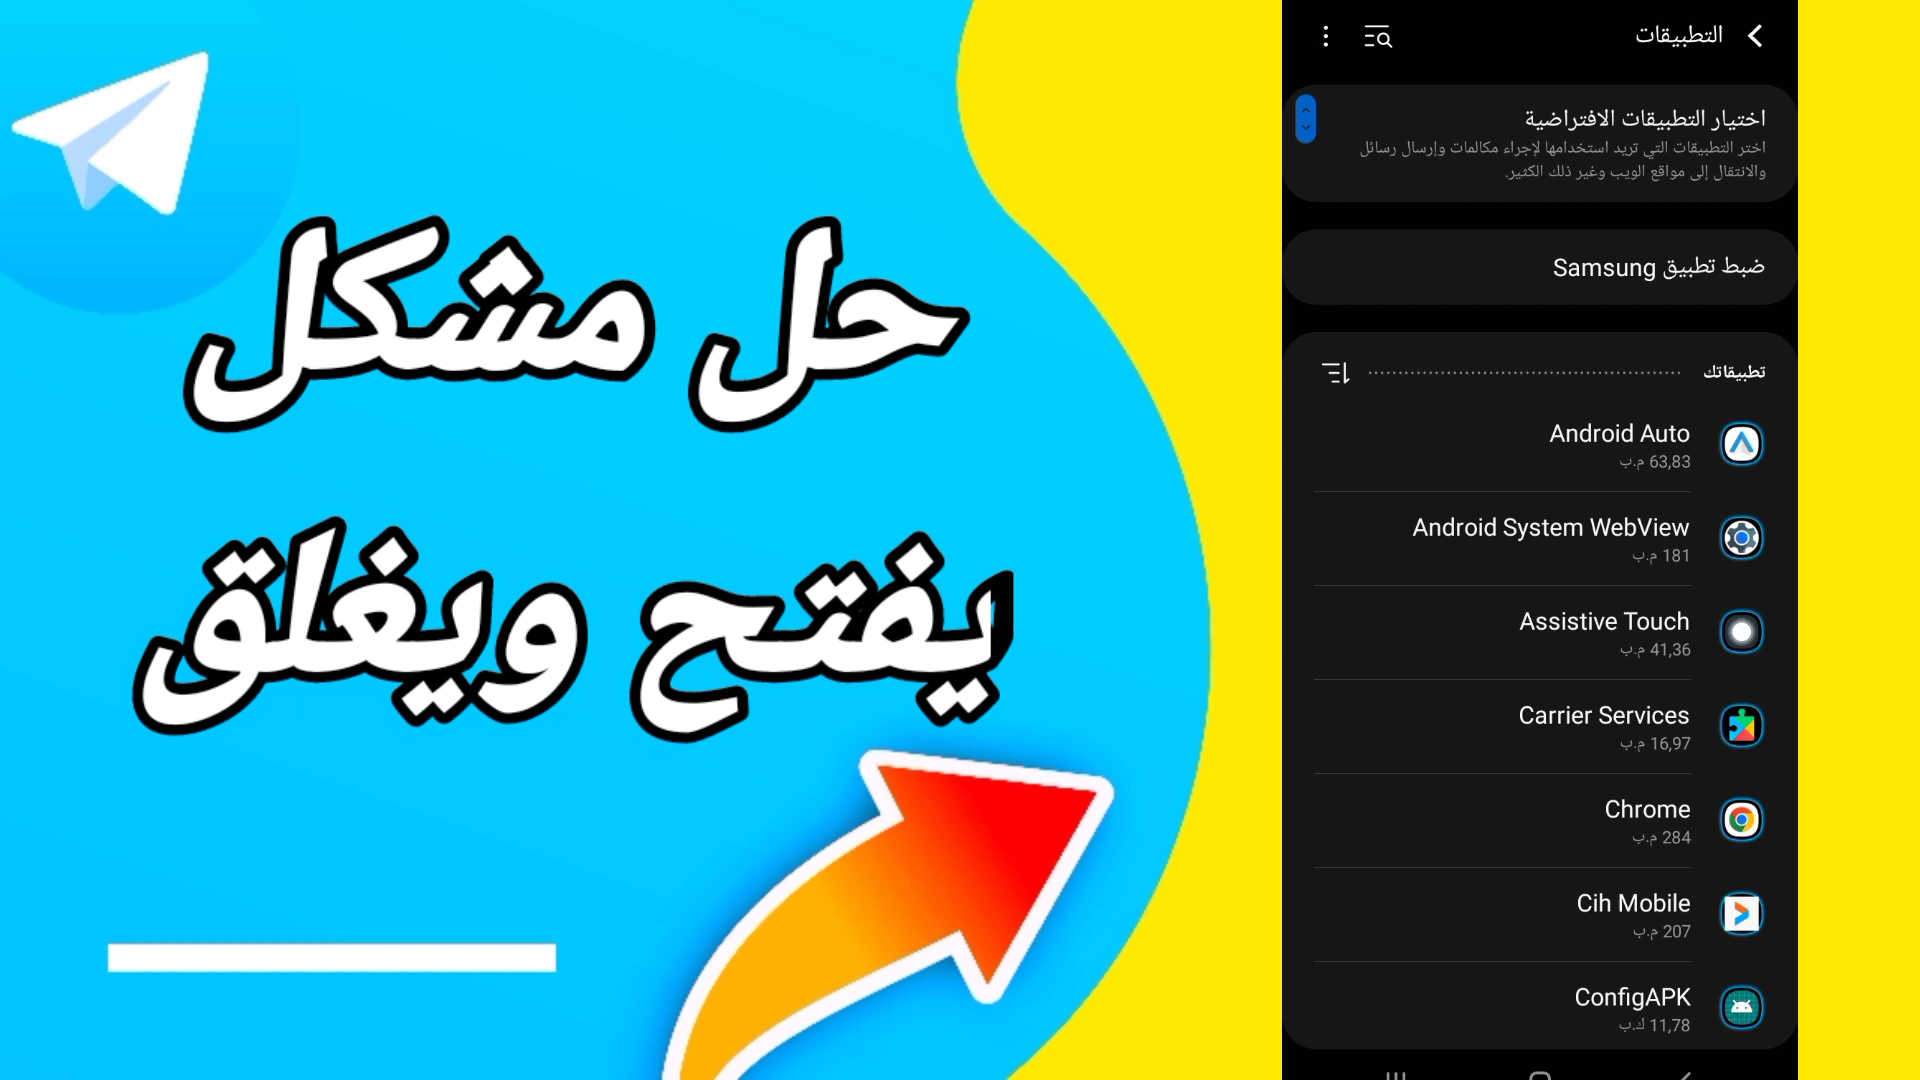 حل مشكل
يفتح ويغلق
التطبيقات
اختيار التطبيقات الافتراضية
اختر التطبيقات التي تريد استخدامها لإجراء مكالمات وإرسال رسائل
والانتقال إلى مواقع الويب وغير ذلك الكثير.
ضبط تطبيق Samsung
تطبيقاتك
Android Auto
63,83 م.ب
Android System WebView
181 م.ب
Assistive Touch
41,36 م.ب
Carrier Services
16,97 م.ب
Chrome
284 م.ب
Cih Mobile
207 م.ب
ConfigAPK
11,78 ك.ب